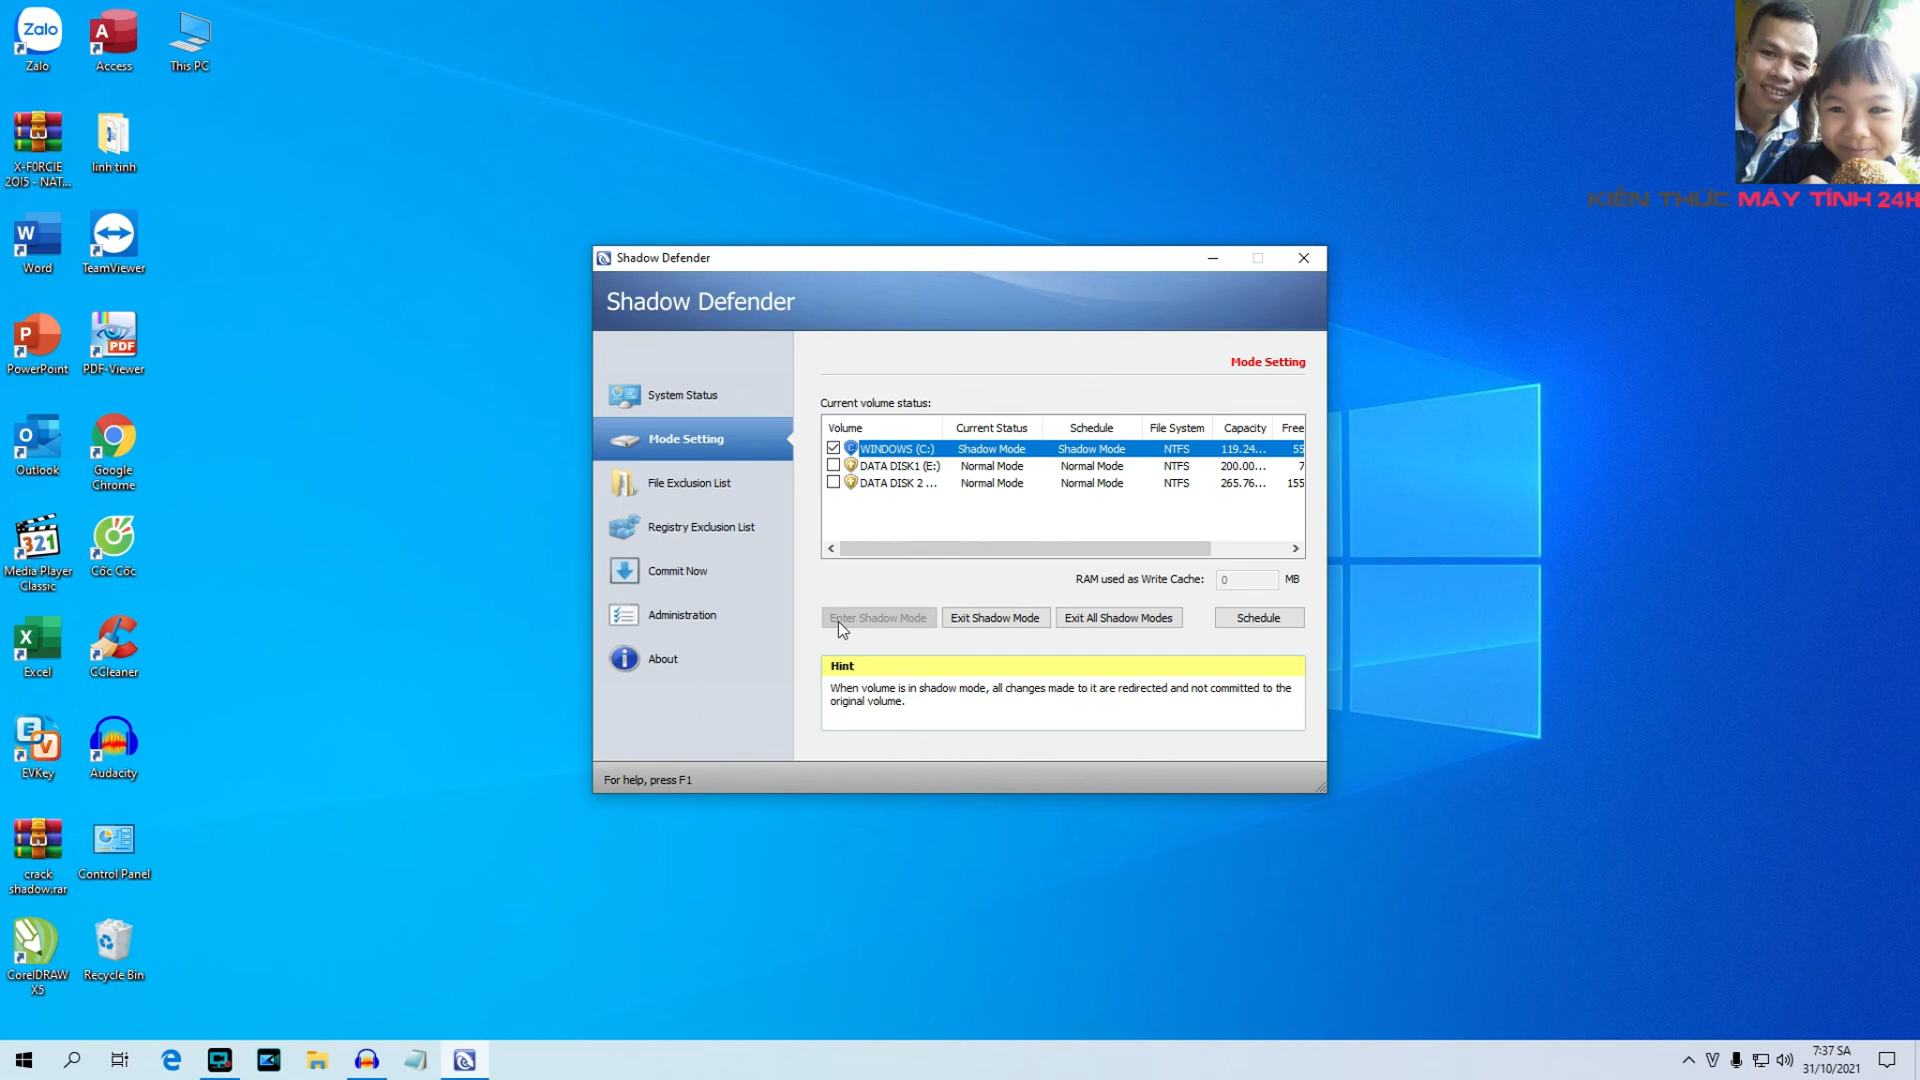 Zalo
Zalo
Access
This PC
X-F0RCIE
2OI5 - NAT...
linh tinh
Word
TeamViewer
PowerPoint
PDF
PDF-Viewer
Outlook
Google
Chrome
321
Media Player
Classic
Cốc Cốc
Excel
CCleaner
EVKey
Audacity
crack
shadow.rar
Control Panel
CorelDRAW
X5
Recycle Bin
KIẾN THỨC MÁY TÍNH 24H
Shadow Defender
Shadow Defender
System Status
Mode Setting
File Exclusion List
Registry Exclusion List
Commit Now
Administration
About
Mode Setting
Current volume status:
Volume Current Status Schedule File System Capacity Free
WINDOWS (C:) Shadow Mode Shadow Mode NTFS 119.24... 55
DATA DISK1 (E:) Normal Mode Normal Mode NTFS 200.00... 7
DATA DISK 2 ... Normal Mode Normal Mode NTFS 265.76... 155
RAM used as Write Cache: 0 MB
Enter Shadow Mode Exit Shadow Mode Exit All Shadow Modes Schedule
Hint
When volume is in shadow mode, all changes made to it are redirected and not committed to the
original volume.
For help, press F1
7:37 SA
31/10/2021